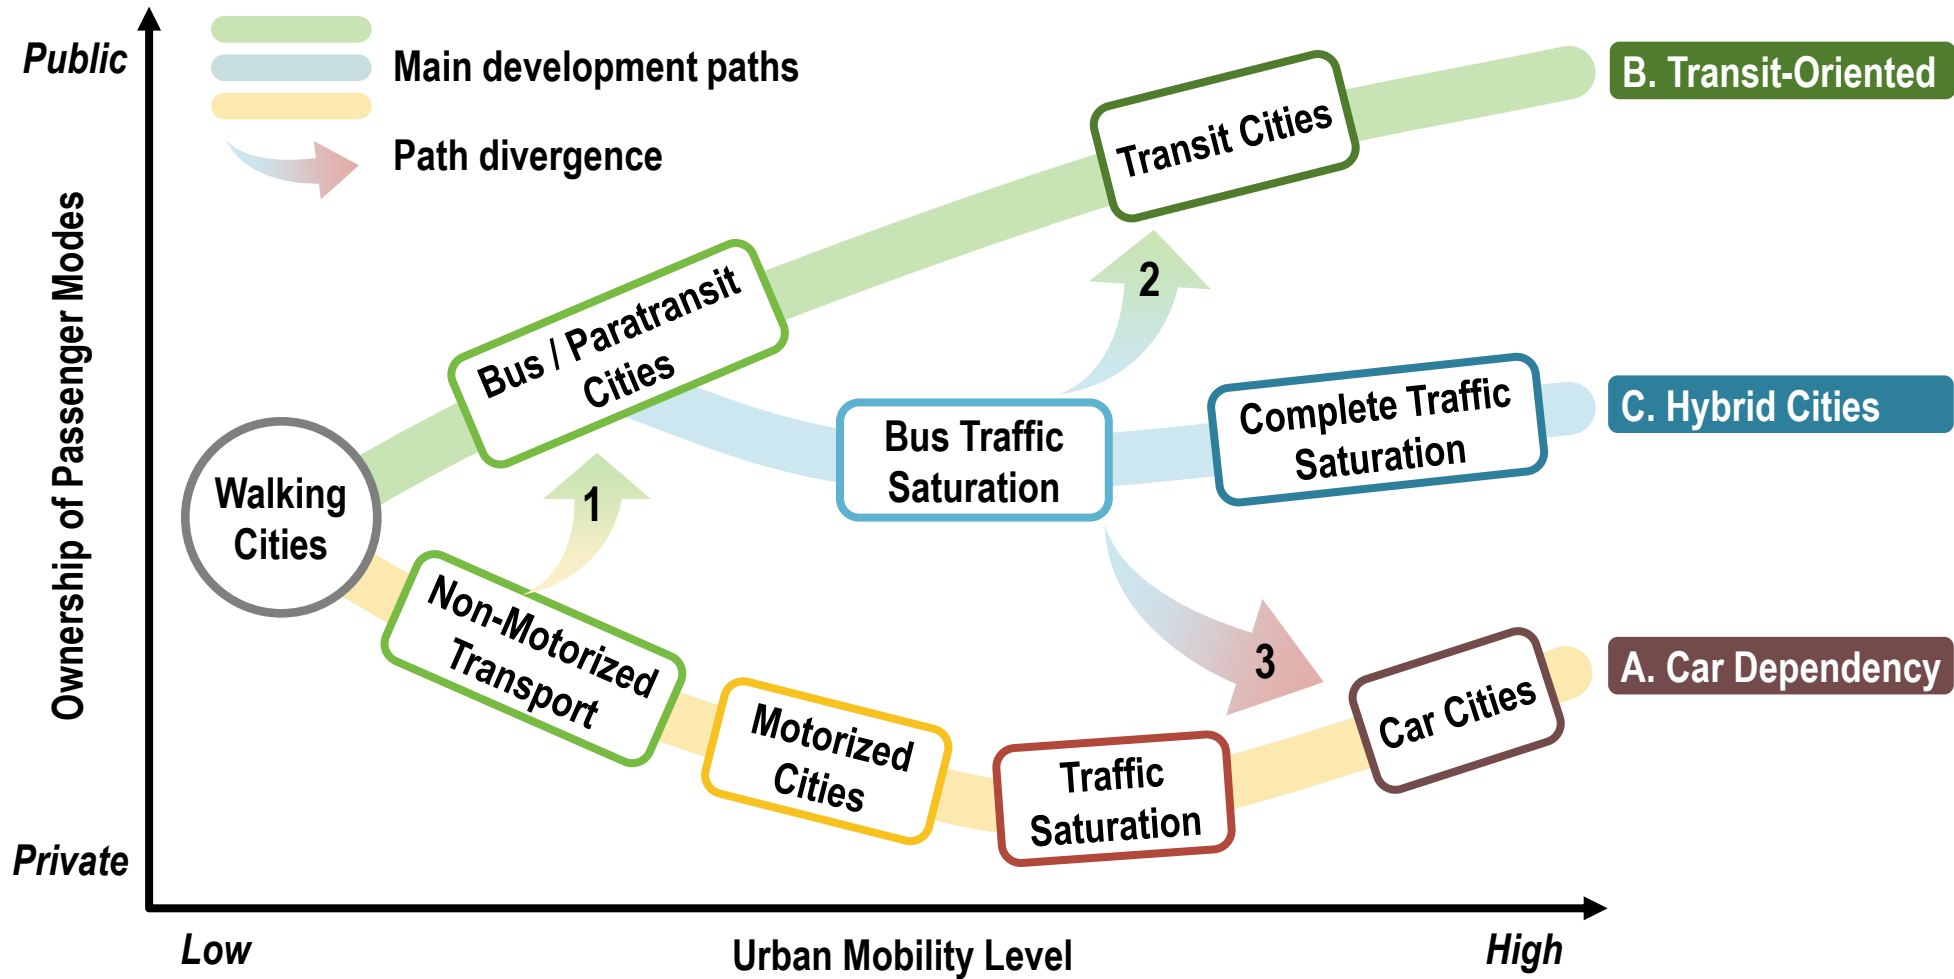 Public
Main development paths
Path divergence
B. Transit-Oriented
Transit Cities
2
Bus / Paratransit
Cities
Ownership of Passenger Modes
Complete Traffic
Saturation
C. Hybrid Cities
Bus Traffic
Saturation
Walking
Cities
1
Non-Motorized
Transport
3
Car Cities
A. Car Dependency
Motorized
Cities
Traffic
Saturation
Private
Low
Urban Mobility Level
High